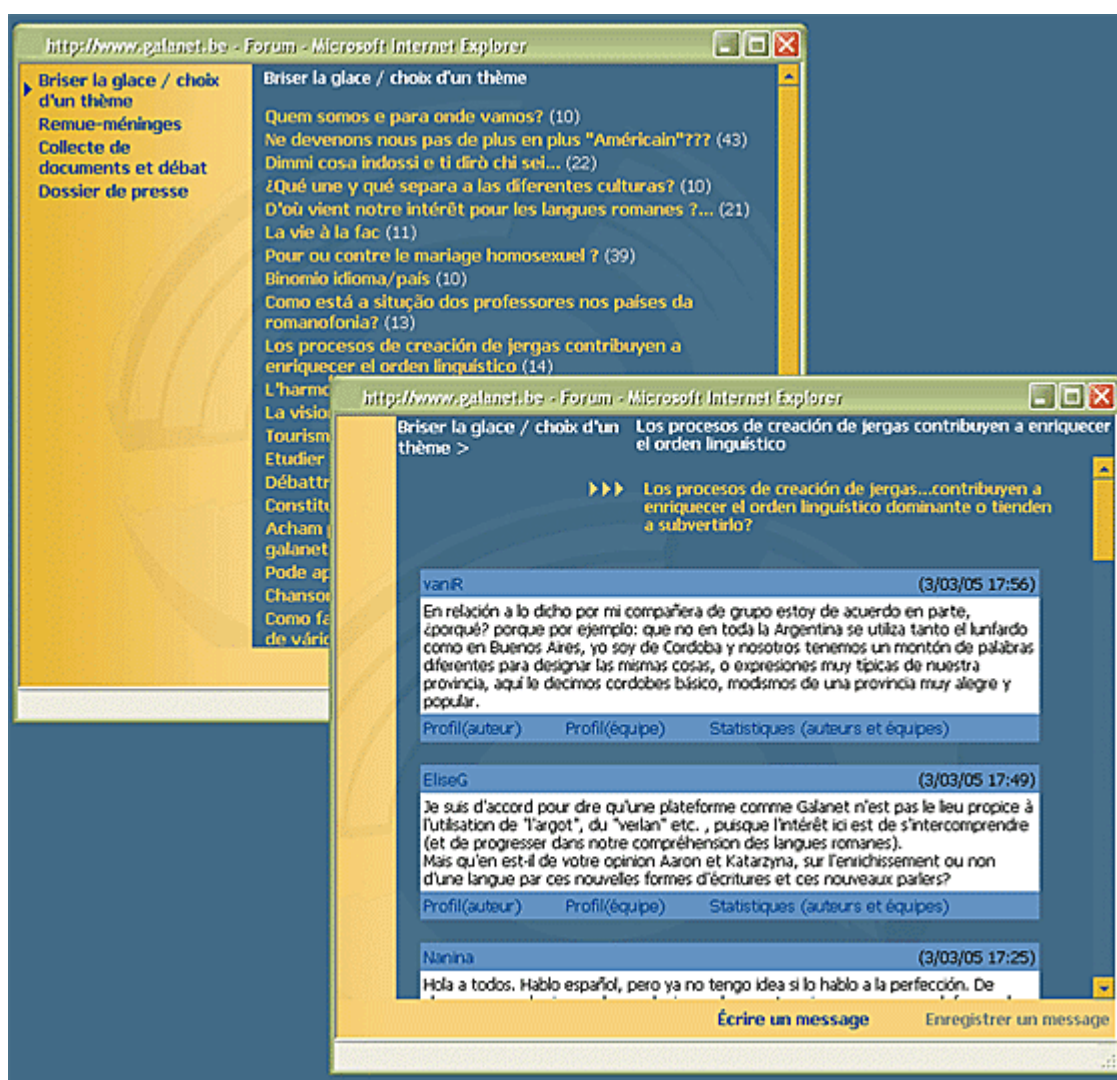 http://www.galanet.be - Forum - Microsoft Internet Explorer
Briser la glace / choix
d'un thème
Remue-méninges
Collecte de
documents et débat
Dossier de presse
Briser la glace / choix d'un thème
Quem somos e para onde vamos? (10)
Ne devenons nous pas de plus en plus "Américain"??? (43)
Dimmi cosa indossi e ti dirò chi sei... (22)
¿Qué une y qué separa a las diferentes culturas? (10)
D'où vient notre intérêt pour les langues romanes ?... (21)
La vie à la fac (11)
Pour ou contre le mariage homosexuel ? (39)
Binomio idioma/país (10)
Como está a situção dos professores nos países da
romanofonia? (13)
Los procesos de creación de jergas contribuyen a
enriquecer el orden linguístico (14)
L'harmo
La visio
Tourism
Etudier
Débattr
Constitu
Acham
galanet
Pode ap
Chanson
Como fa
de vário
http://www.galanet.be - Forum - Microsoft Internet Explorer
Briser la glace / choix d'un
thème >
Los procesos de creación de jergas contribuyen a enriquecer
el orden linguístico
Los procesos de creación de jergas...contribuyen a
enriquecer el orden linguístico dominante o tienden
a subvertirlo?
vaniR (3/03/05 17:56)
En relación a lo dicho por mi compañera de grupo estoy de acuerdo en parte,
¿porqué? porque por ejemplo: que no en toda la Argentina se utiliza tanto el lunfardo
como en Buenos Aires, yo soy de Cordoba y nosotros tenemos un montón de palabras
diferentes para designar las mismas cosas, o expresiones muy típicas de nuestra
provincia, aquí le decimos cordobes básico, modismos de una provincia muy alegre y
popular.
Profil(auteur) Profil(équipe) Statistiques (auteurs et équipes)
EliseG (3/03/05 17:49)
Je suis d'accord pour dire qu'une plateforme comme Galanet n'est pas le lieu propice à
l'utilisation de "l'argot", du "verlan" etc. , puisque l'intérêt ici est de s'intercomprendre
(et de progresser dans notre compréhension des langues romanes).
Mais qu'en est-il de votre opinion Aaron et Katarzyna, sur l'enrichissement ou non
d'une langue par ces nouvelles formes d'écritures et ces nouveaux parlers?
Profil(auteur) Profil(équipe) Statistiques (auteurs et équipes)
Nanina (3/03/05 17:25)
Hola a todos. Hablo español, pero ya no tengo idea si lo hablo a la perfección. De
Écrire un message Enregistrer un message